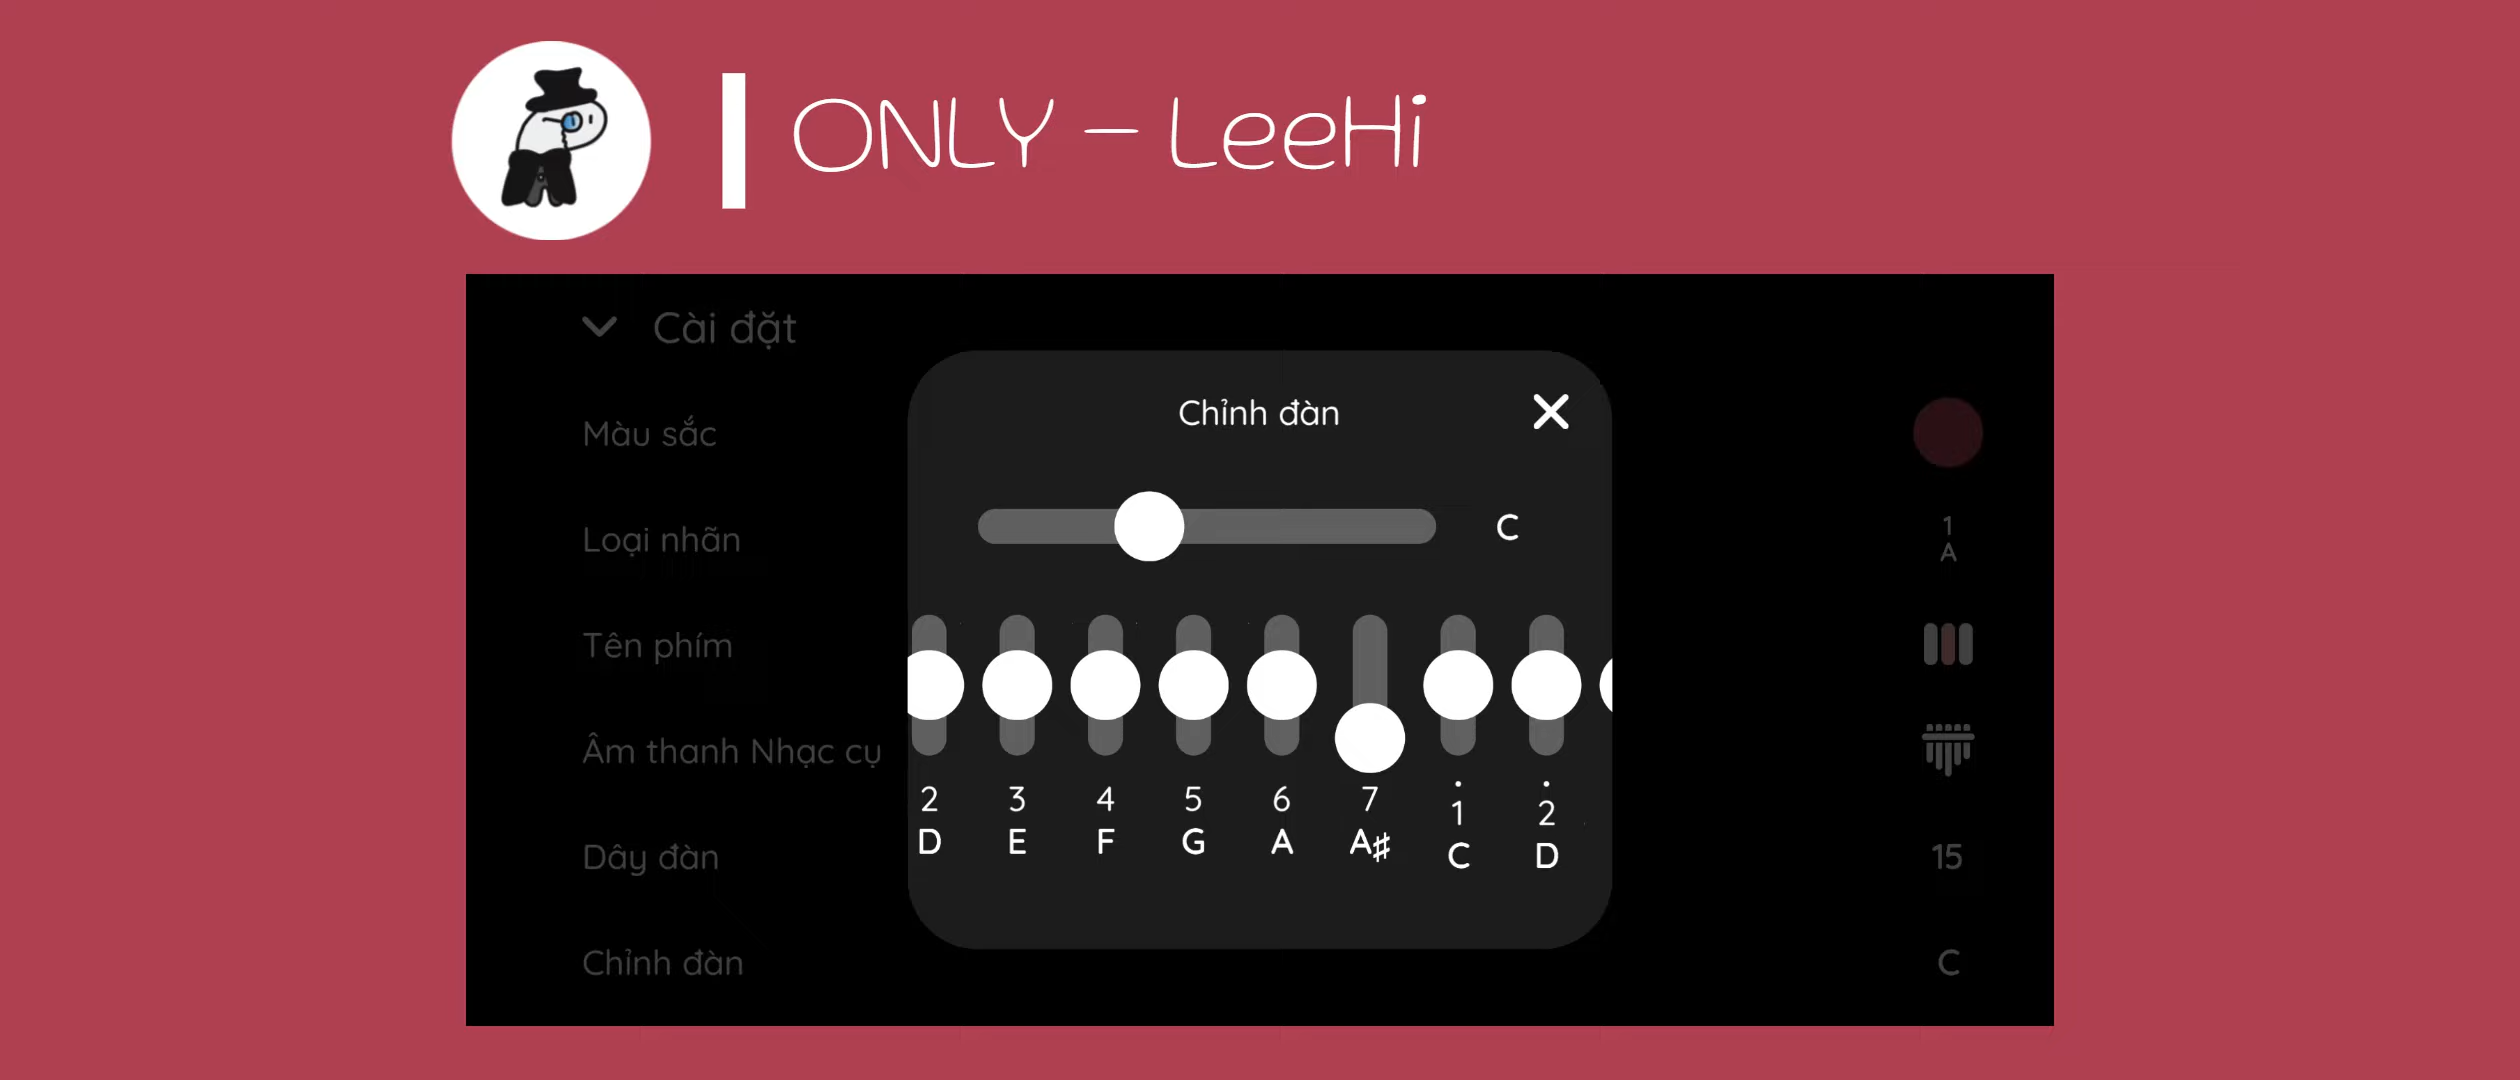 ONLY – LeeHi
Cài đặt
Màu sắc
Loại nhãn
1
A
Tên phím
Âm thanh Nhạc cụ
Dây đàn
15
Chỉnh đàn
C
Chỉnh đàn
C
2 3 4 5 6 7 1̇ 2̇
D E F G A A♯ C D